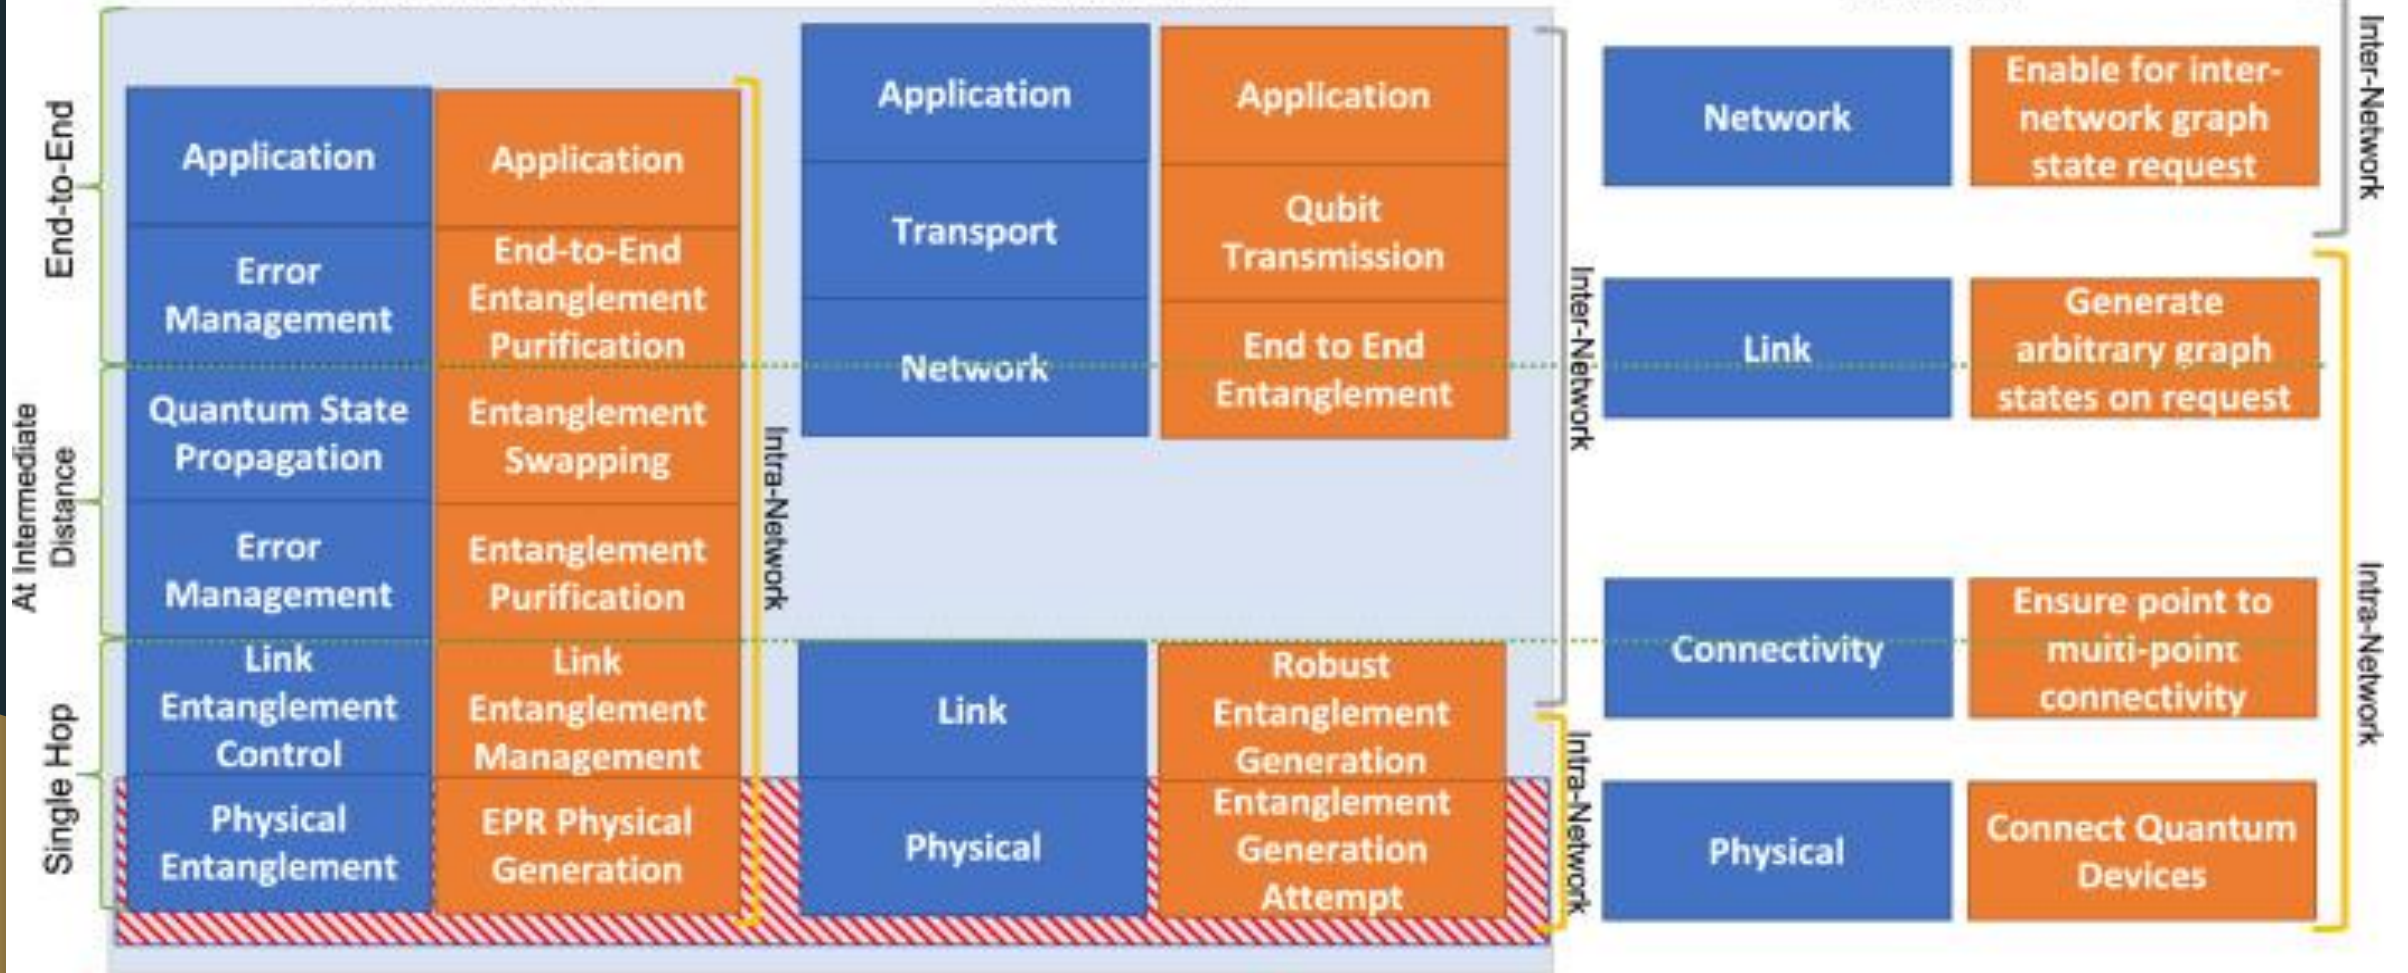 End-to-End
At Intermediate
Distance
Single Hop
Application
Error
Management
Quantum State
Propagation
Error
Management
Link
Entanglement
Control
Physical
Entanglement
Application
End-to-End
Entanglement
Purification
Entanglement
Swapping
Entanglement
Purification
Link
Entanglement
Management
EPR Physical
Generation
Intra-Network
Application
Transport
Network
Link
Physical
Application
Qubit
Transmission
End to End
Entanglement
Robust
Entanglement
Generation
Entanglement
Generation
Attempt
Inter-Network
Intra-Network
Network
Link
Connectivity
Physical
Enable for inter-
network graph
state request
Generate
arbitrary graph
states on request
Ensure point to
muiti-point
connectivity
Connect Quantum
Devices
Inter-Network
Intra-Network